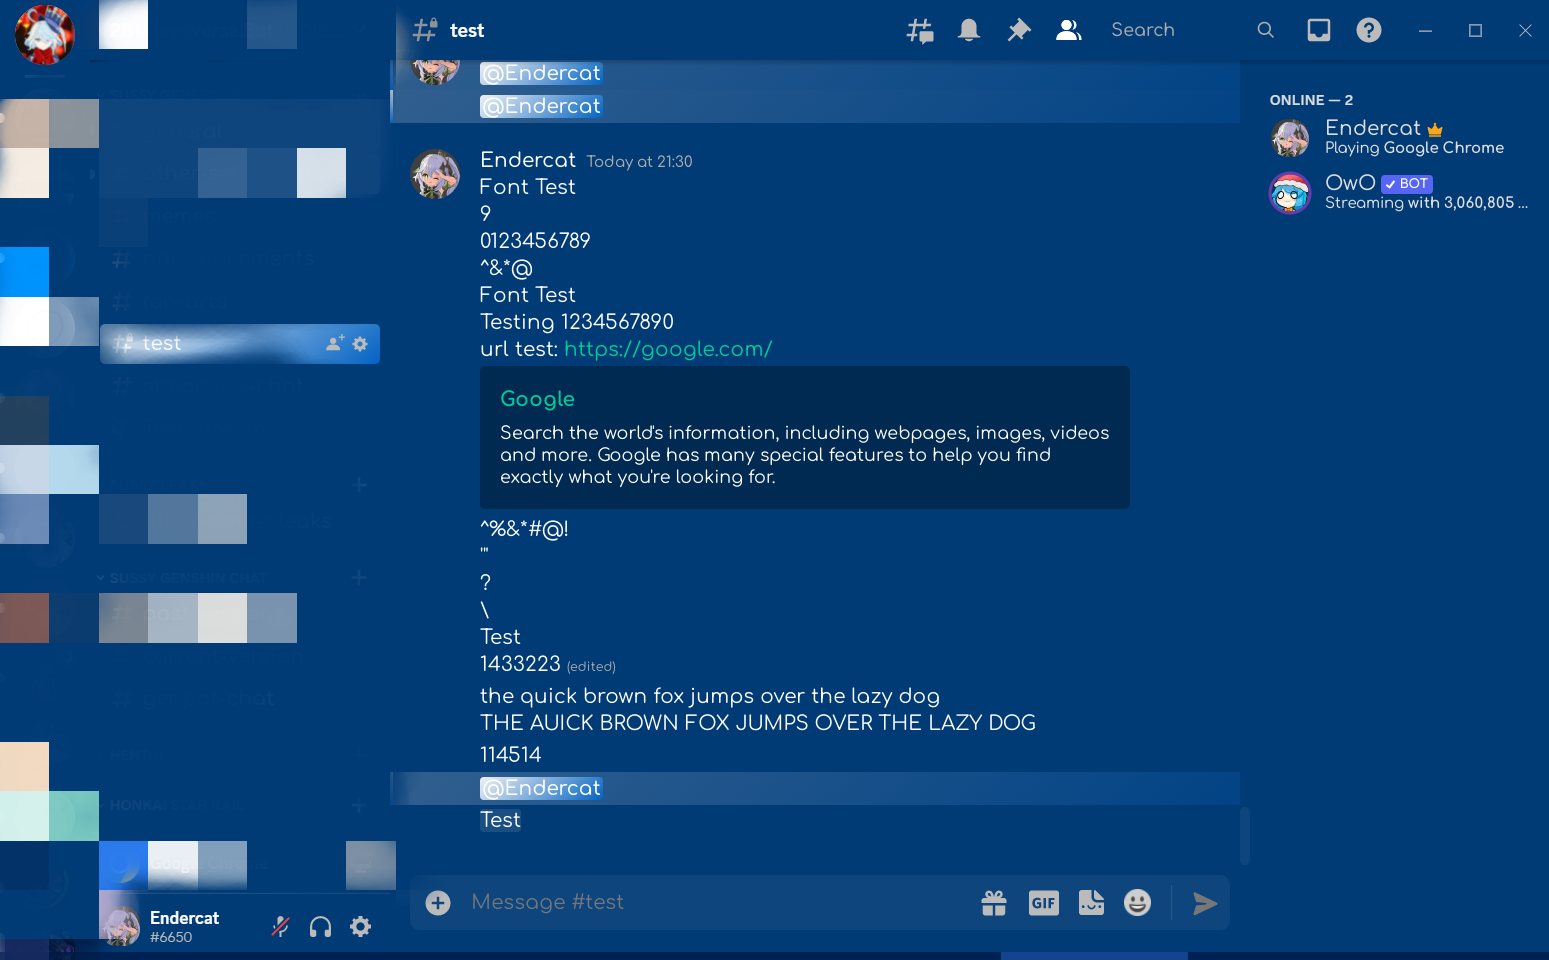 test
Search
@Endercat
@Endercat
Endercat Today at 21:30
Font Test
9
0123456789
^&*@
Font Test
Testing 1234567890
url test: https://google.com/
Google
Search the world's information, including webpages, images, videos
and more. Google has many special features to help you find
exactly what you're looking for.
^%&*#@!
'"
?
\
Test
1433223 (edited)
the quick brown fox jumps over the lazy dog
THE AUICK BROWN FOX JUMPS OVER THE LAZY DOG
114514
@Endercat
Test
Message #test
GIF
ONLINE — 2
Endercat
Playing Google Chrome
OwO BOT
Streaming with 3,060,805 ...
test
SUSSY GENSHIN CHAT
Endercat
#6650